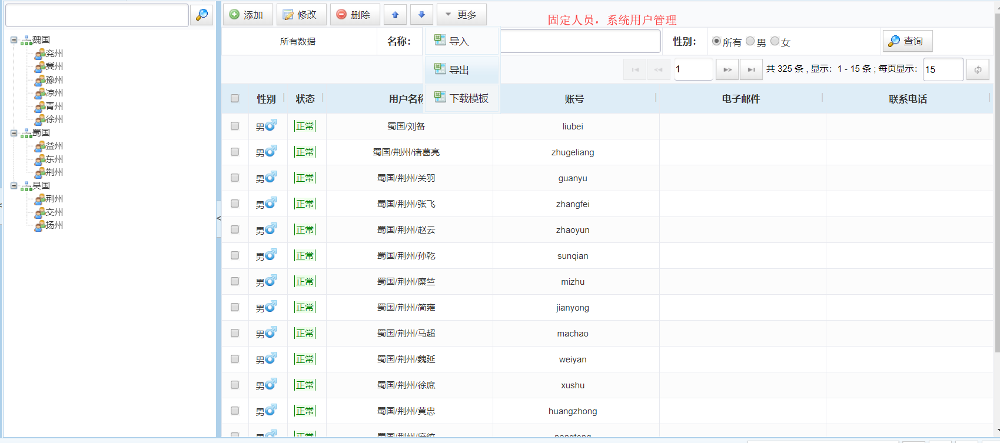 添加 修改 删除 更多
固定人员，系统用户管理
所有数据 名称： 性别： 所有 男 女 查询
导入
导出
下载模板
1 共 325 条 , 显示：1 - 15 条 ; 每页显示： 15
魏国
兖州
冀州
豫州
凉州
青州
徐州
蜀国
益州
东州
荆州
吴国
荆州
交州
扬州
性别 状态 用户名称 账号 电子邮件 联系电话
男 正常 蜀国/刘备 liubei
男 正常 蜀国/荆州/诸葛亮 zhugeliang
男 正常 蜀国/荆州/关羽 guanyu
男 正常 蜀国/荆州/张飞 zhangfei
男 正常 蜀国/荆州/赵云 zhaoyun
男 正常 蜀国/荆州/孙乾 sunqian
男 正常 蜀国/荆州/糜竺 mizhu
男 正常 蜀国/荆州/简雍 jianyong
男 正常 蜀国/荆州/马超 machao
男 正常 蜀国/荆州/魏延 weiyan
男 正常 蜀国/荆州/徐庶 xushu
男 正常 蜀国/荆州/黄忠 huangzhong